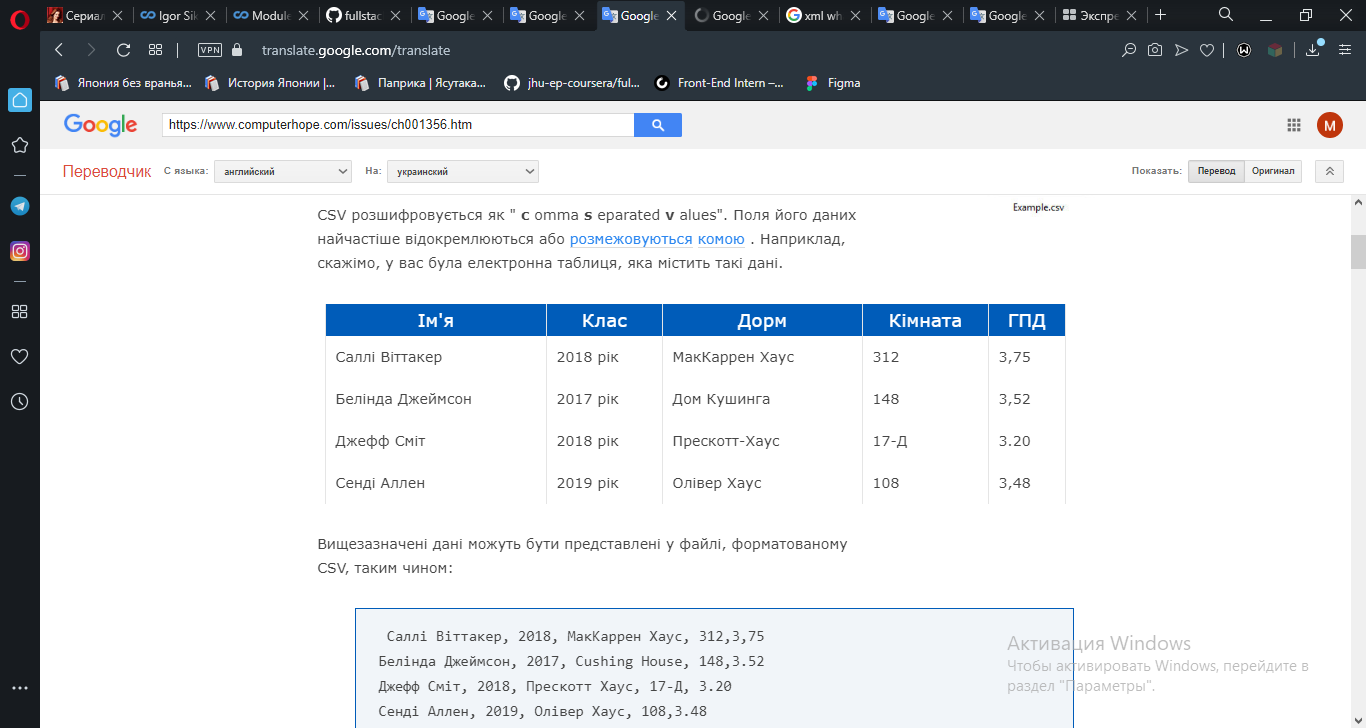 Сериал
Igor Sik
Module
fullstac
Google
Google
Google
Google
xml wh
Google
Google
Экспре
VPN
translate.google.com/translate
Япония без вранья...
История Японии |...
Паприка | Ясутака...
jhu-ep-coursera/ful...
Front-End Intern –...
Figma
Google
https://www.computerhope.com/issues/ch001356.htm
M
Переводчик
С языка:
английский
На:
украинский
Показать:
Перевод
Оригинал
CSV розшифровується як " c omma s eparated v alues". Поля його даних
найчастіше відокремлюються або розмежовуються комою . Наприклад,
скажімо, у вас була електронна таблиця, яка містить такі дані.
Example.csv
Ім'я Клас Дорм Кімната ГПД
Саллі Віттакер 2018 рік МакКаррен Хаус 312 3,75
Белінда Джеймсон 2017 рік Дом Кушинга 148 3,52
Джефф Сміт 2018 рік Прескотт-Хаус 17-Д 3.20
Сенді Аллен 2019 рік Олівер Хаус 108 3,48
Вищезазначені дані можуть бути представлені у файлі, форматованому
CSV, таким чином:
Саллі Віттакер, 2018, МакКаррен Хаус, 312,3,75
Белінда Джеймсон, 2017, Cushing House, 148,3.52
Джефф Сміт, 2018, Прескотт Хаус, 17-Д, 3.20
Сенді Аллен, 2019, Олівер Хаус, 108,3.48
Активация Windows
Чтобы активировать Windows, перейдите в
раздел "Параметры".